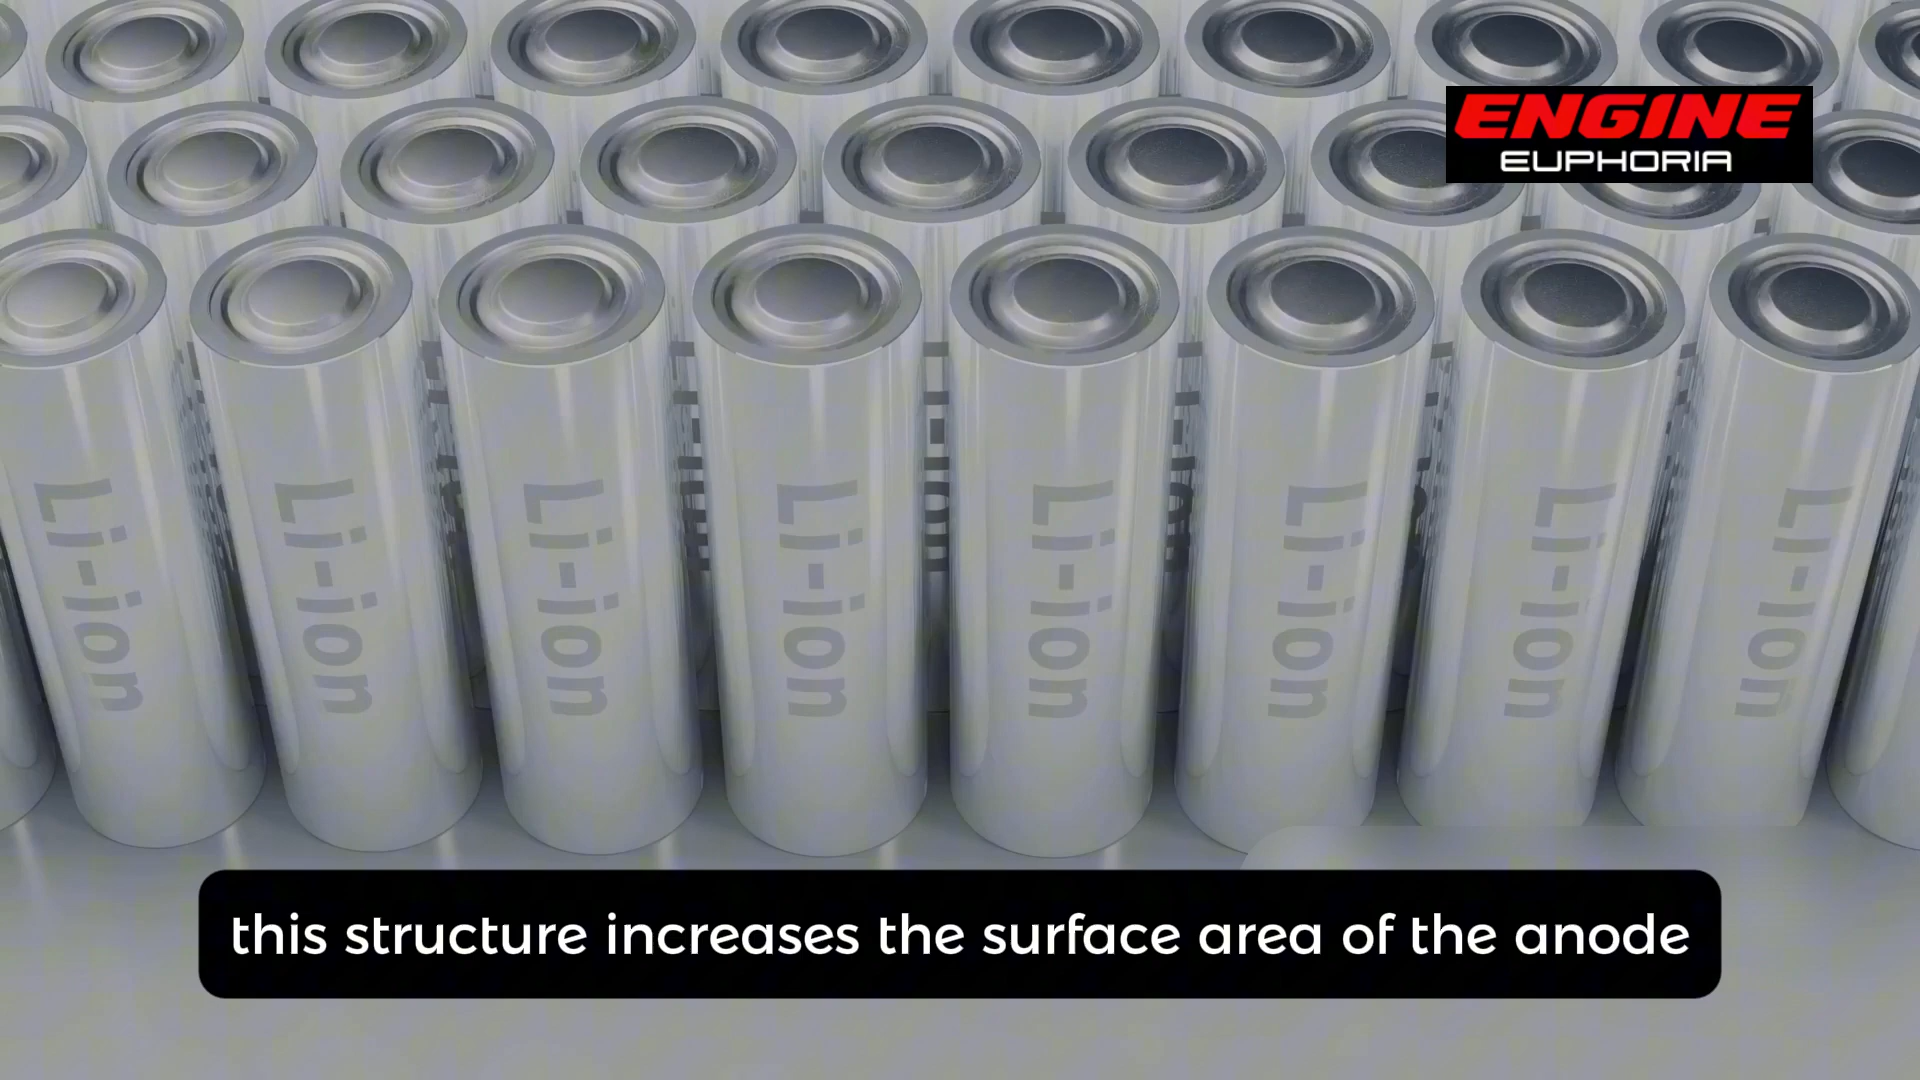 ENGINE
EUPHORIA
Li-ion
Li-ion
Li-ion
Li-ion
Li-ion
Li-ion
Li-ion
Li-ion
this structure increases the surface area of the anode